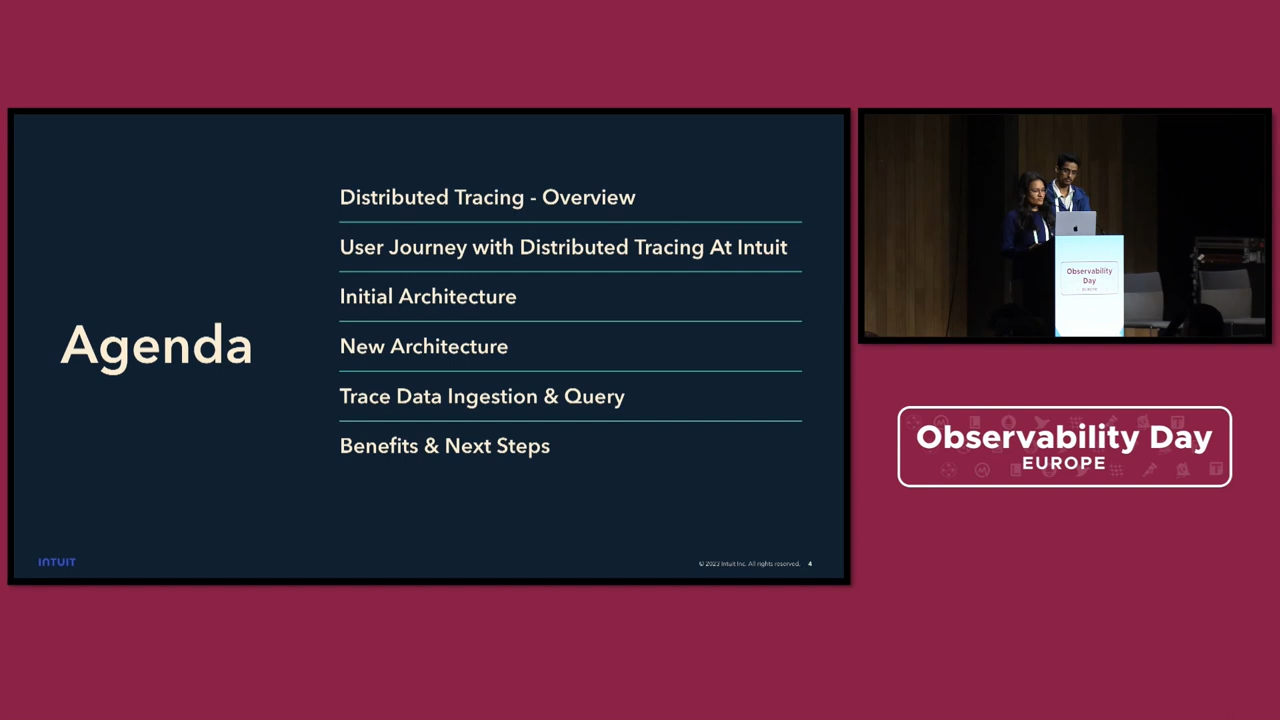 Agenda
Distributed Tracing - Overview
User Journey with Distributed Tracing At Intuit
Initial Architecture
New Architecture
Trace Data Ingestion & Query
Benefits & Next Steps
INTUIT
© 2023 Intuit Inc. All rights reserved. 4
Observability
Day
EUROPE
Observability Day
EUROPE